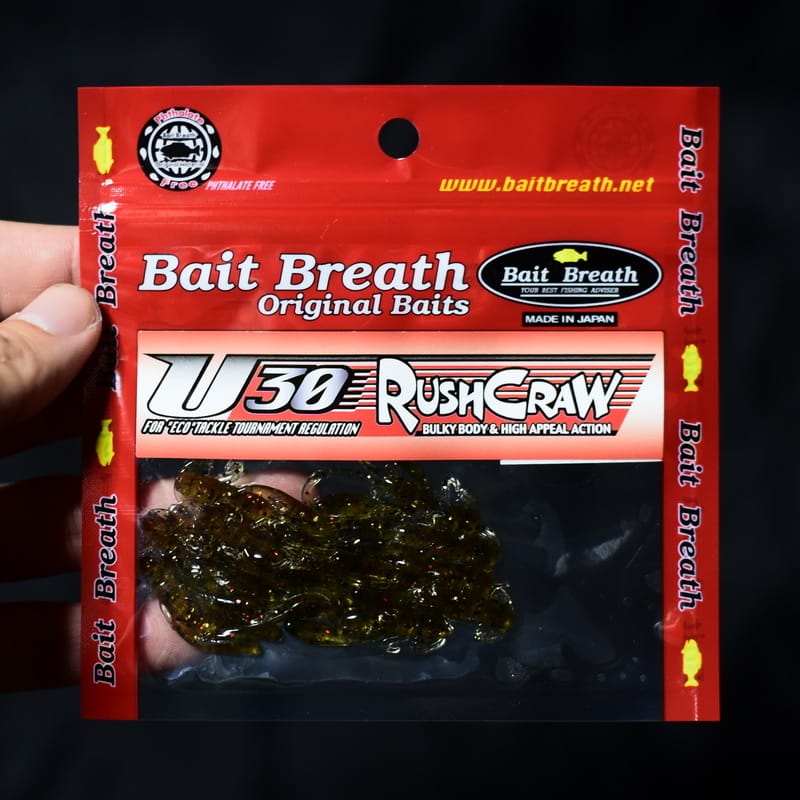 Phthalate
Bait Breath
Free
PHTHALATE FREE
www.baitbreath.net
Bait Breath
Original Baits
Bait Breath
YOUR BEST FISHING ADVISER
MADE IN JAPAN
U30 RUSHCRAW
FOR "ECO" TACKLE TOURNAMENT REGULATION
BULKY BODY & HIGH APPEAL ACTION
Bait Breath
Bait Breath
Bait Breath
Bait Breath